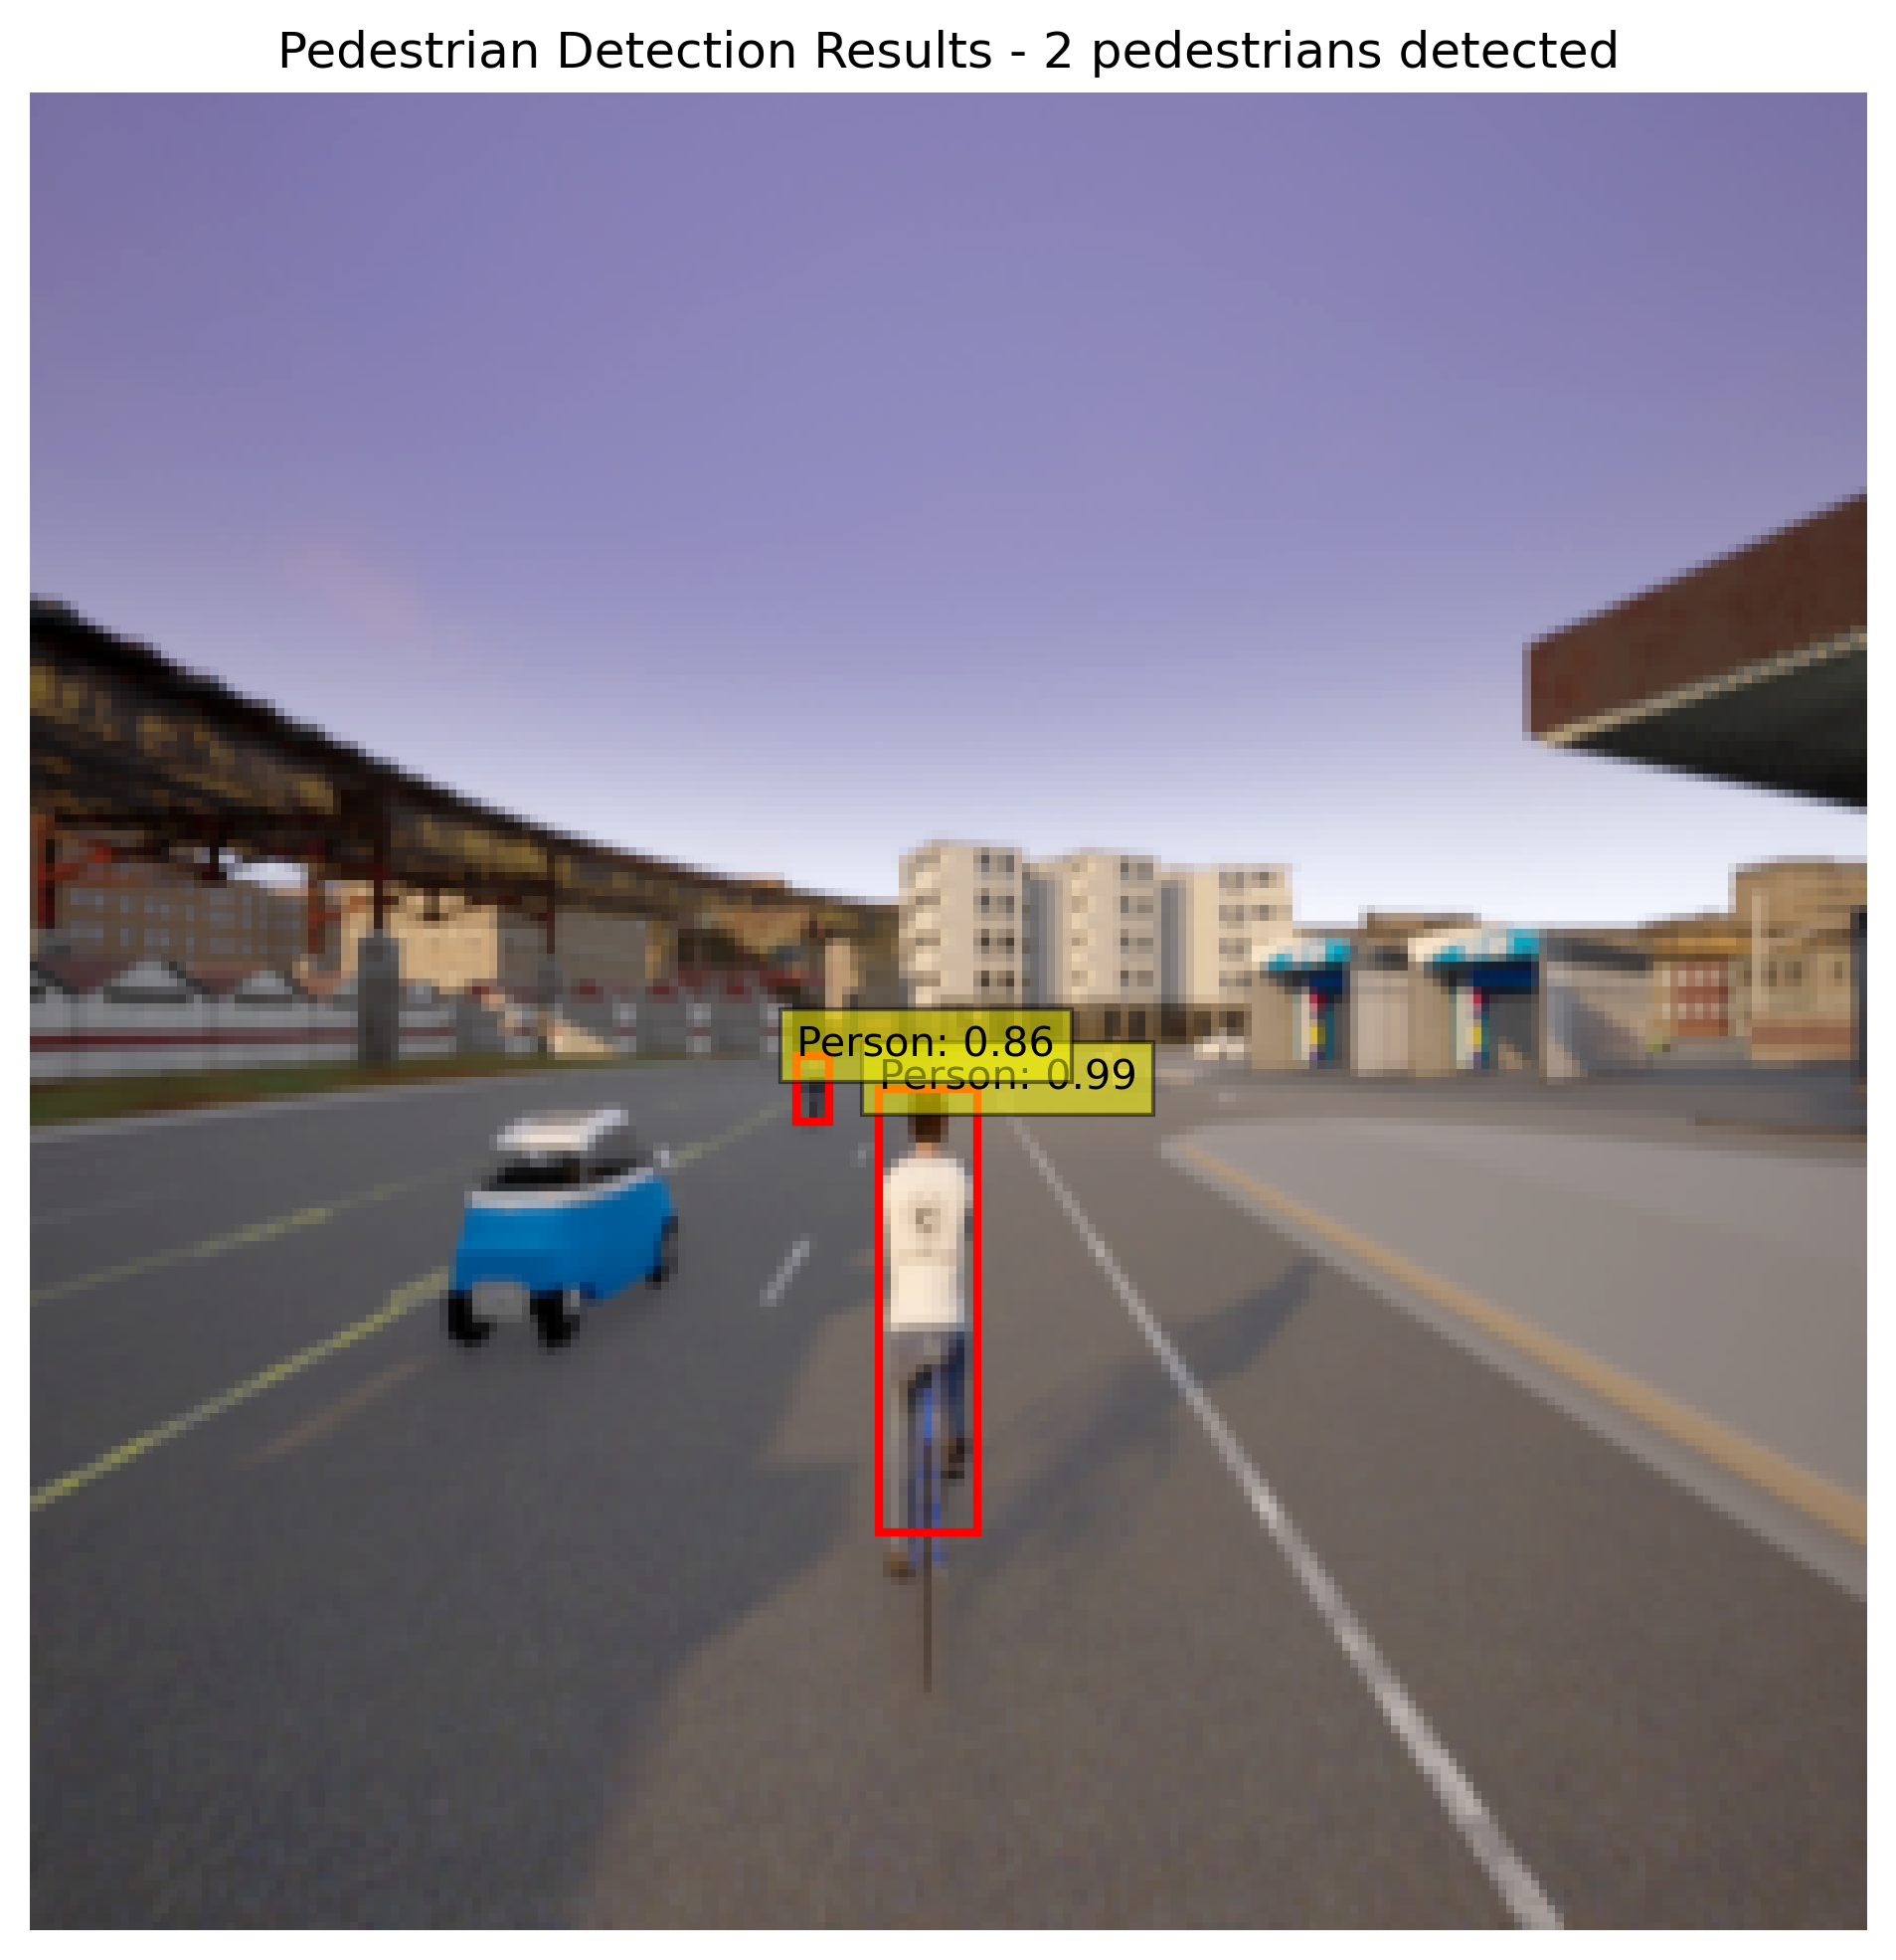 Pedestrian Detection Results - 2 pedestrians detected
Person: 0.86
Person: 0.99